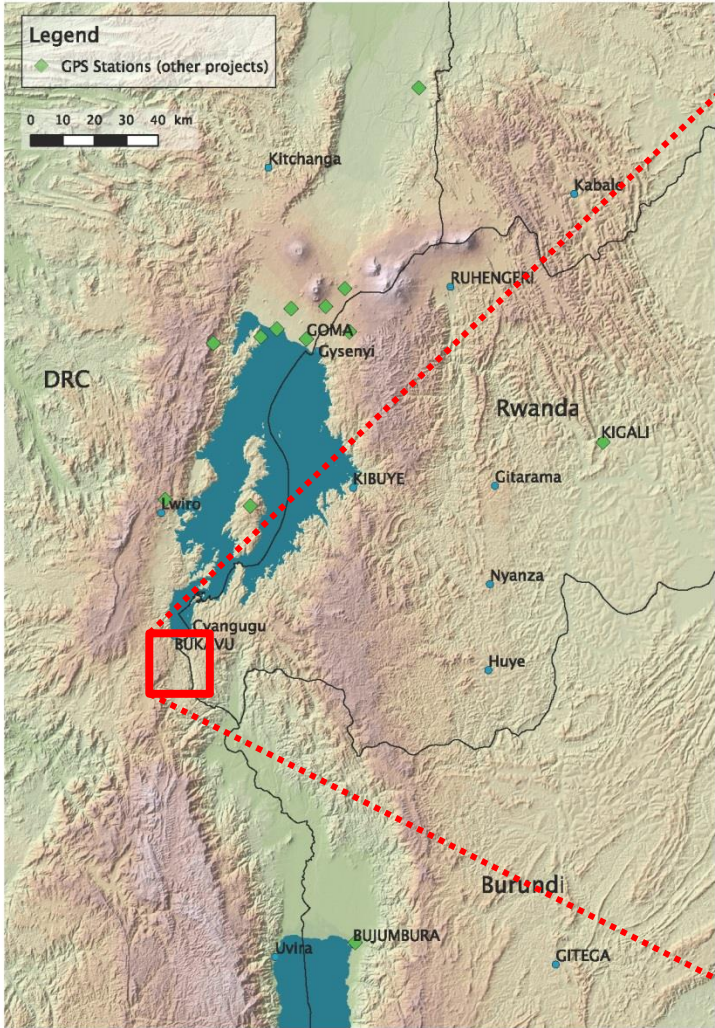 Legend
GPS Stations (other projects)
0 10 20 30 40 km
Kitchanga
Kabale
RUHENGERI
GOMA
Gysenyi
DRC
Rwanda
KIGALI
KIBUYE
Gitarama
Lwiro
Nyanza
Cyangugu
BUKAVU
Huye
Burundi
BUJUMBURA
Uvira
GITEGA